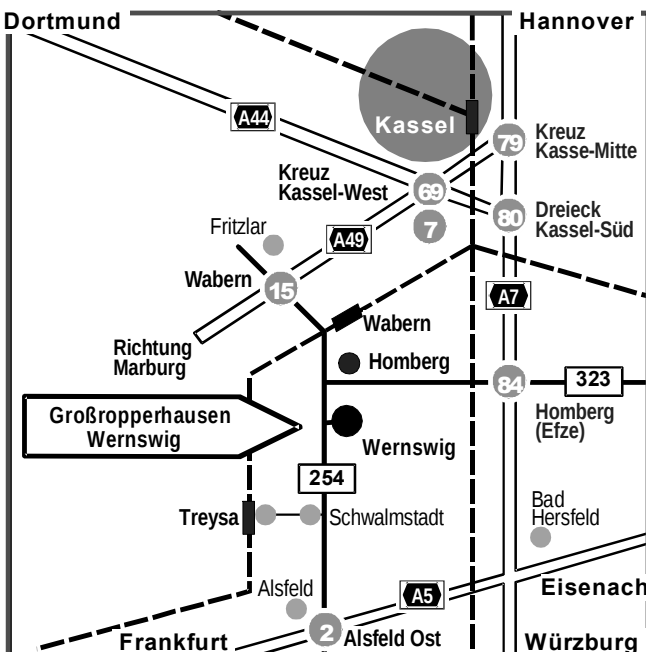 Dortmund
Hannover
A44
Kassel
79
Kreuz
Kasse-Mitte
Kreuz
Kassel-West
69
Fritzlar
7
80
Dreieck
Kassel-Süd
A49
Wabern
15
A7
Wabern
Richtung
Marburg
Homberg
84
323
Großropperhausen
Wernswig
Homberg
(Efze)
Wernswig
254
Treysa
Schwalmstadt
Bad
Hersfeld
Alsfeld
A5
Eisenach
Frankfurt
2
Alsfeld Ost
Würzburg